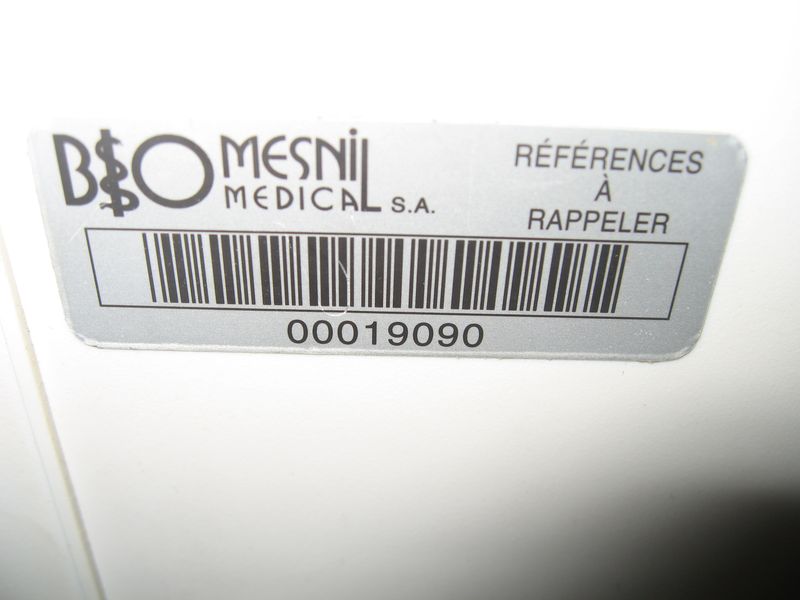 BIO MESNIL
MEDICAL S.A.
RÉFÉRENCES
À
RAPPELER
00019090